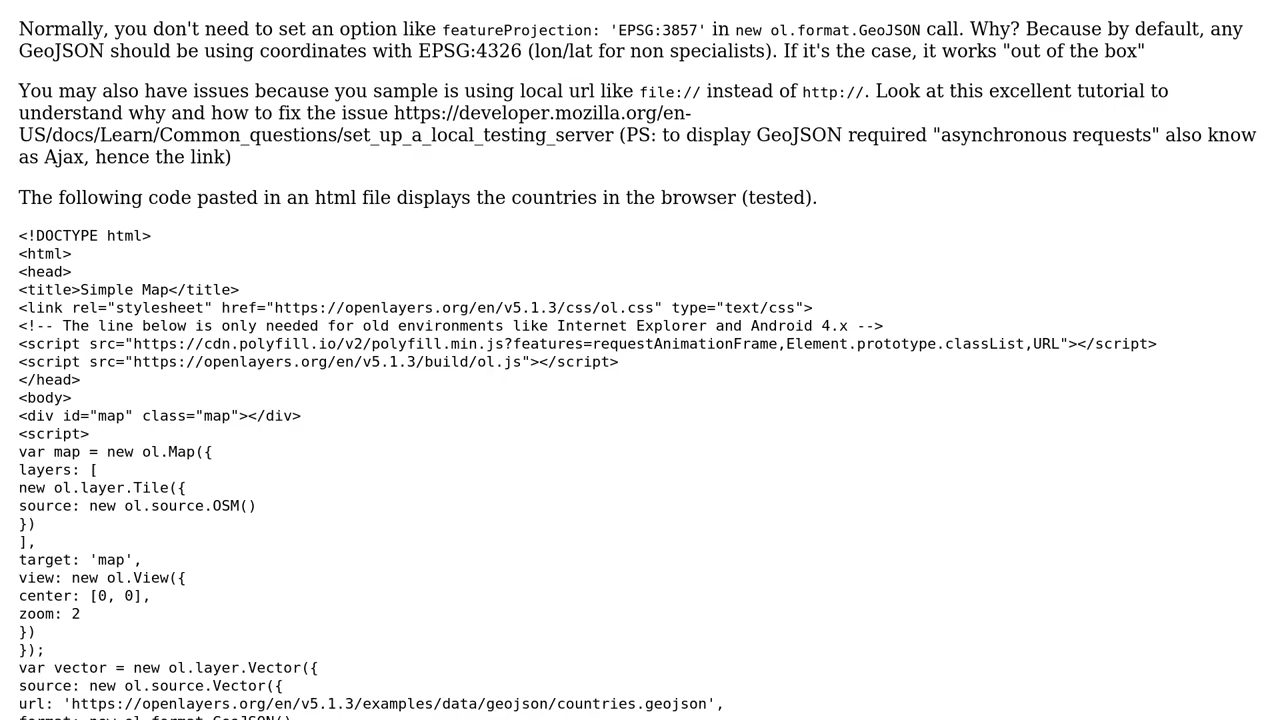 Normally, you don't need to set an option like featureProjection: 'EPSG:3857' in new ol.format.GeoJSON call. Why? Because by default, any
GeoJSON should be using coordinates with EPSG:4326 (lon/lat for non specialists). If it's the case, it works "out of the box"
You may also have issues because you sample is using local url like file:// instead of http://. Look at this excellent tutorial to
understand why and how to fix the issue https://developer.mozilla.org/en-
US/docs/Learn/Common_questions/set_up_a_local_testing_server (PS: to display GeoJSON required "asynchronous requests" also know
as Ajax, hence the link)
The following code pasted in an html file displays the countries in the browser (tested).
<!DOCTYPE html>
<html>
<head>
<title>Simple Map</title>
<link rel="stylesheet" href="https://openlayers.org/en/v5.1.3/css/ol.css" type="text/css">
<!-- The line below is only needed for old environments like Internet Explorer and Android 4.x -->
<script src="https://cdn.polyfill.io/v2/polyfill.min.js?features=requestAnimationFrame,Element.prototype.classList,URL"></script>
<script src="https://openlayers.org/en/v5.1.3/build/ol.js"></script>
</head>
<body>
<div id="map" class="map"></div>
<script>
var map = new ol.Map({
layers: [
new ol.layer.Tile({
source: new ol.source.OSM()
})
],
target: 'map',
view: new ol.View({
center: [0, 0],
zoom: 2
})
});
var vector = new ol.layer.Vector({
source: new ol.source.Vector({
url: 'https://openlayers.org/en/v5.1.3/examples/data/geojson/countries.geojson',
format: new ol.format.GeoJSON()